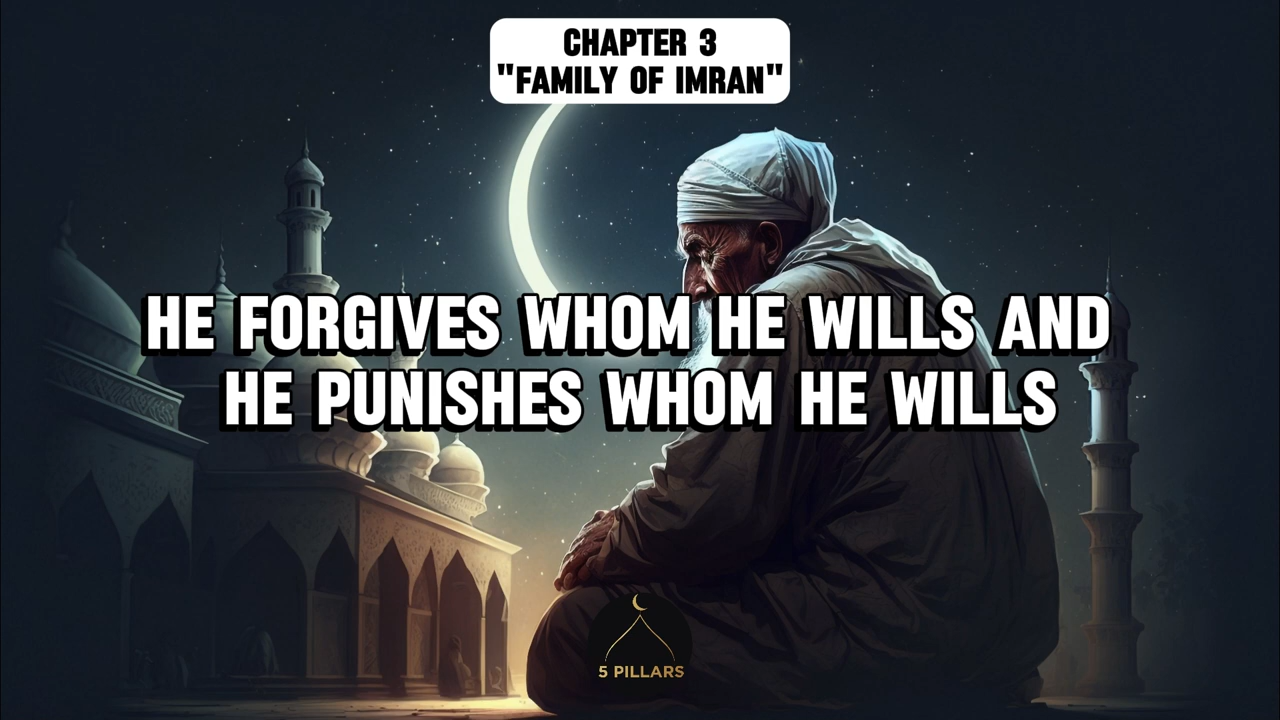 CHAPTER 3
"FAMILY OF IMRAN"
HE FORGIVES WHOM HE WILLS AND
HE PUNISHES WHOM HE WILLS
5 PILLARS